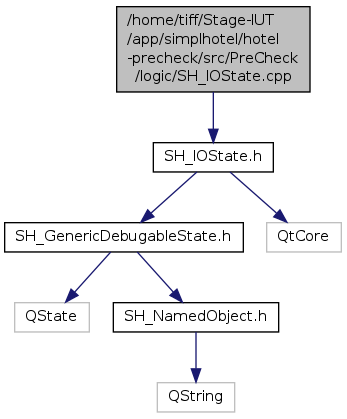 /home/tiff/Stage-IUT
/app/simplhotel/hotel
-precheck/src/PreCheck
/logic/SH_IOState.cpp
SH_IOState.h
SH_GenericDebugableState.h
QtCore
QState
SH_NamedObject.h
QString